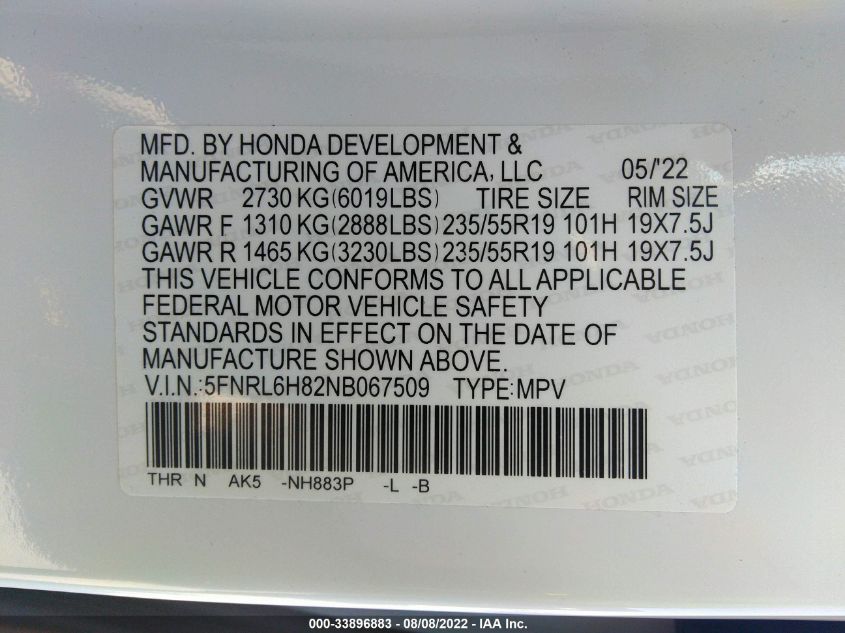 MFD. BY HONDA DEVELOPMENT &
MANUFACTURING OF AMERICA, LLC 05/'22
GVWR 2730 KG(6019LBS) TIRE SIZE RIM SIZE
GAWR F 1310 KG(2888LBS) 235/55R19 101H 19X7.5J
GAWR R 1465 KG(3230LBS) 235/55R19 101H 19X7.5J
THIS VEHICLE CONFORMS TO ALL APPLICABLE
FEDERAL MOTOR VEHICLE SAFETY
STANDARDS IN EFFECT ON THE DATE OF
MANUFACTURE SHOWN ABOVE.
V.I.N.:5FNRL6H82NB067509 TYPE:MPV
THR N AK5 -NH883P -L -B
000-33896883 - 08/08/2022 - IAA Inc.